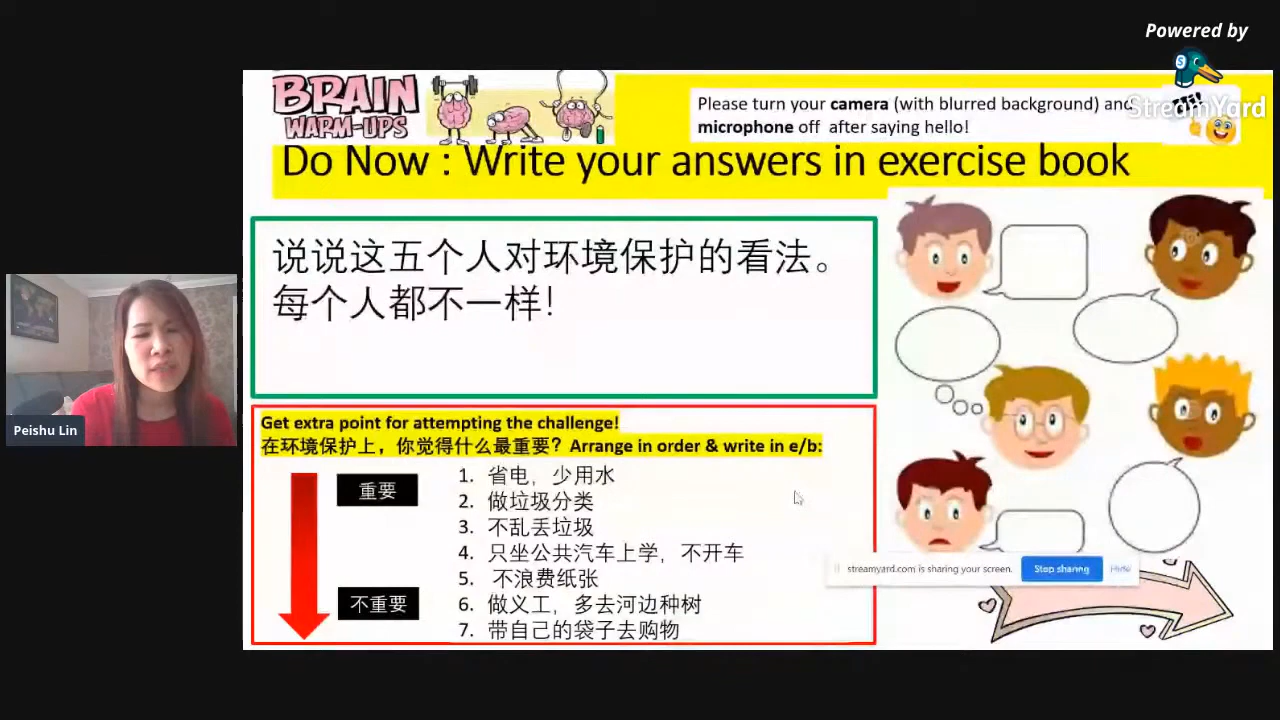 Powered by
StreamYard
BRAIN
WARM-UPS
Please turn your camera (with blurred background) and
microphone off after saying hello!
Do Now : Write your answers in exercise book
说说这五个人对环境保护的看法。
每个人都不一样!
Get extra point for attempting the challenge!
在环境保护上，你觉得什么最重要? Arrange in order & write in e/b:
重要
不重要
1. 省电，少用水
2. 做垃圾分类
3. 不乱丢垃圾
4. 只坐公共汽车上学，不开车
5. 不浪费纸张
6. 做义工，多去河边种树
7. 带自己的袋子去购物
streamyard.com is sharing your screen.
Stop sharing
Hide
Peishu Lin